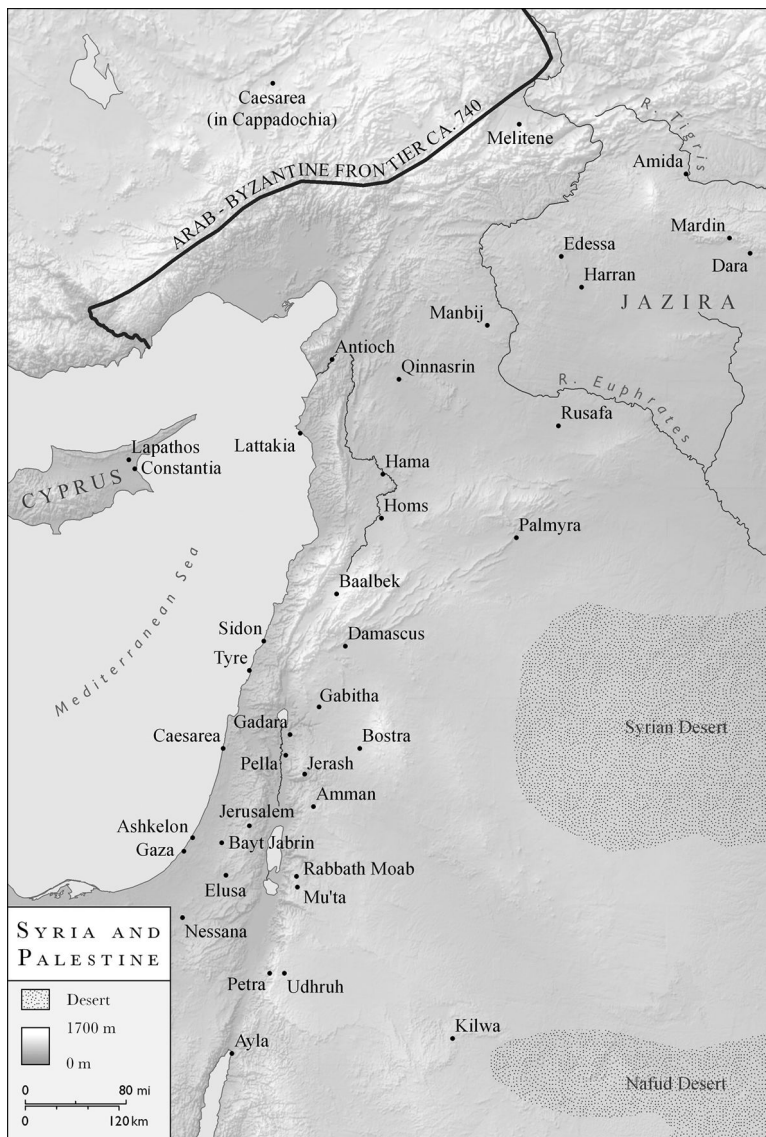 Caesarea
(in Cappadochia)
ARAB - BYZANTINE FRONTIER CA. 740
Melitene
R. Tigris
Amida
Mardin
Edessa
Dara
Harran
JAZIRA
Manbij
Antioch
Qinnasrin
R. Euphrates
Rusafa
Lattakia
Lapathos
Constantia
CYPRUS
Hama
Homs
Palmyra
Mediterranean Sea
Baalbek
Sidon
Damascus
Tyre
Gabitha
Gadara
Syrian Desert
Caesarea
Bostra
Pella
Jerash
Amman
Jerusalem
Ashkelon
Bayt Jabrin
Gaza
Rabbath Moab
Elusa
Mu'ta
Nessana
Petra
Udhruh
Kilwa
Ayla
Nafud Desert
SYRIA AND
PALESTINE
Desert
1700 m
0 m
0 80 mi
0 120 km